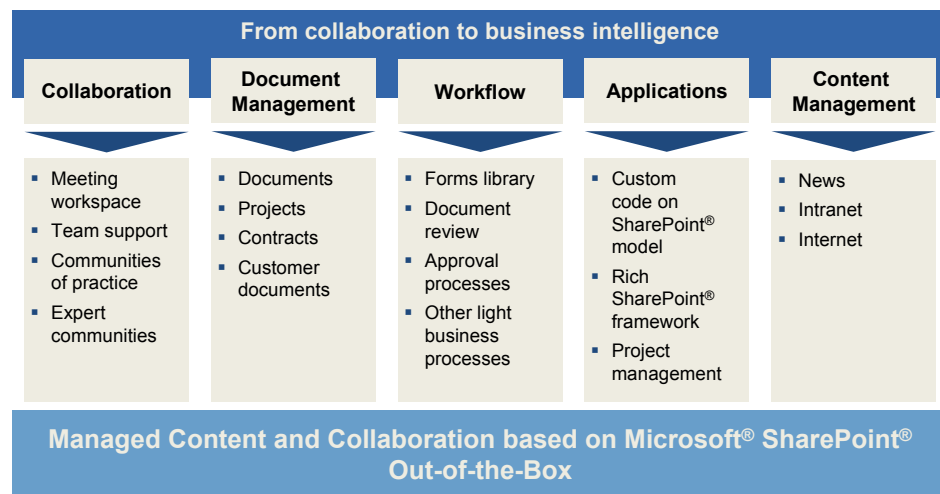 From collaboration to business intelligence
Collaboration
Document
Management
Workflow
Applications
Content
Management
▪ Meeting
workspace
▪ Team support
▪ Communities
of practice
▪ Expert
communities
▪ Documents
▪ Projects
▪ Contracts
▪ Customer
documents
▪ Forms library
▪ Document
review
▪ Approval
processes
▪ Other light
business
processes
▪ Custom
code on
SharePoint®
model
▪ Rich
SharePoint®
framework
▪ Project
management
▪ News
▪ Intranet
▪ Internet
Managed Content and Collaboration based on Microsoft® SharePoint®
Out-of-the-Box